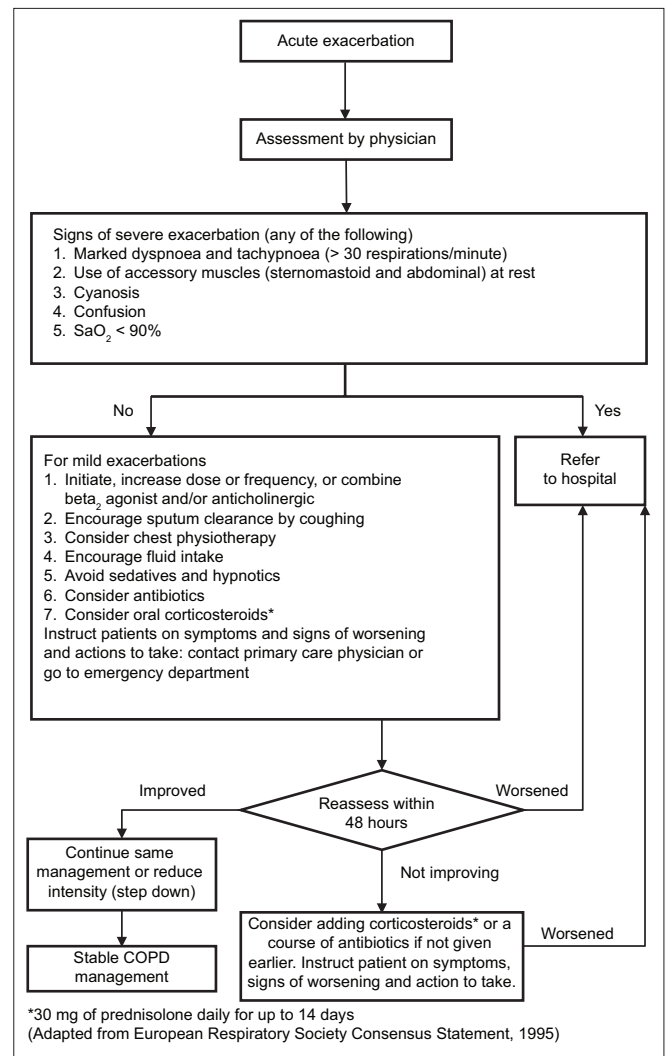 Acute exacerbation
Assessment by physician
Signs of severe exacerbation (any of the following)
1. Marked dyspnoea and tachypnoea (> 30 respirations/minute)
2. Use of accessory muscles (sternomastoid and abdominal) at rest
3. Cyanosis
4. Confusion
5. SaO₂ < 90%
No
Yes
For mild exacerbations
1. Initiate, increase dose or frequency, or combine
beta₂ agonist and/or anticholinergic
2. Encourage sputum clearance by coughing
3. Consider chest physiotherapy
4. Encourage fluid intake
5. Avoid sedatives and hypnotics
6. Consider antibiotics
7. Consider oral corticosteroids*
Instruct patients on symptoms and signs of worsening
and actions to take: contact primary care physician or
go to emergency department
Refer
to hospital
Improved
Reassess within
48 hours
Worsened
Continue same
management or reduce
intensity (step down)
Not improving
Stable COPD
management
Consider adding corticosteroids* or a
course of antibiotics if not given
earlier. Instruct patient on symptoms,
signs of worsening and action to take.
Worsened
*30 mg of prednisolone daily for up to 14 days
(Adapted from European Respiratory Society Consensus Statement, 1995)